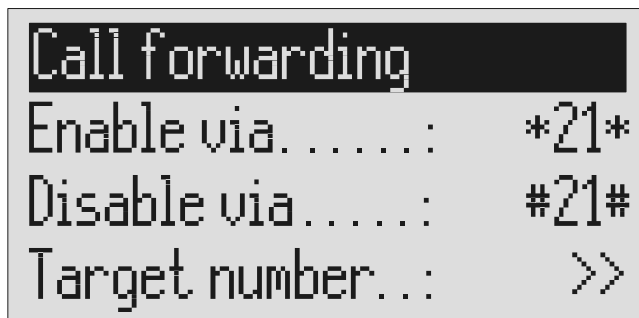 Call forwarding
Enable via......: *21*
Disable via.....: #21#
Target number..: >>